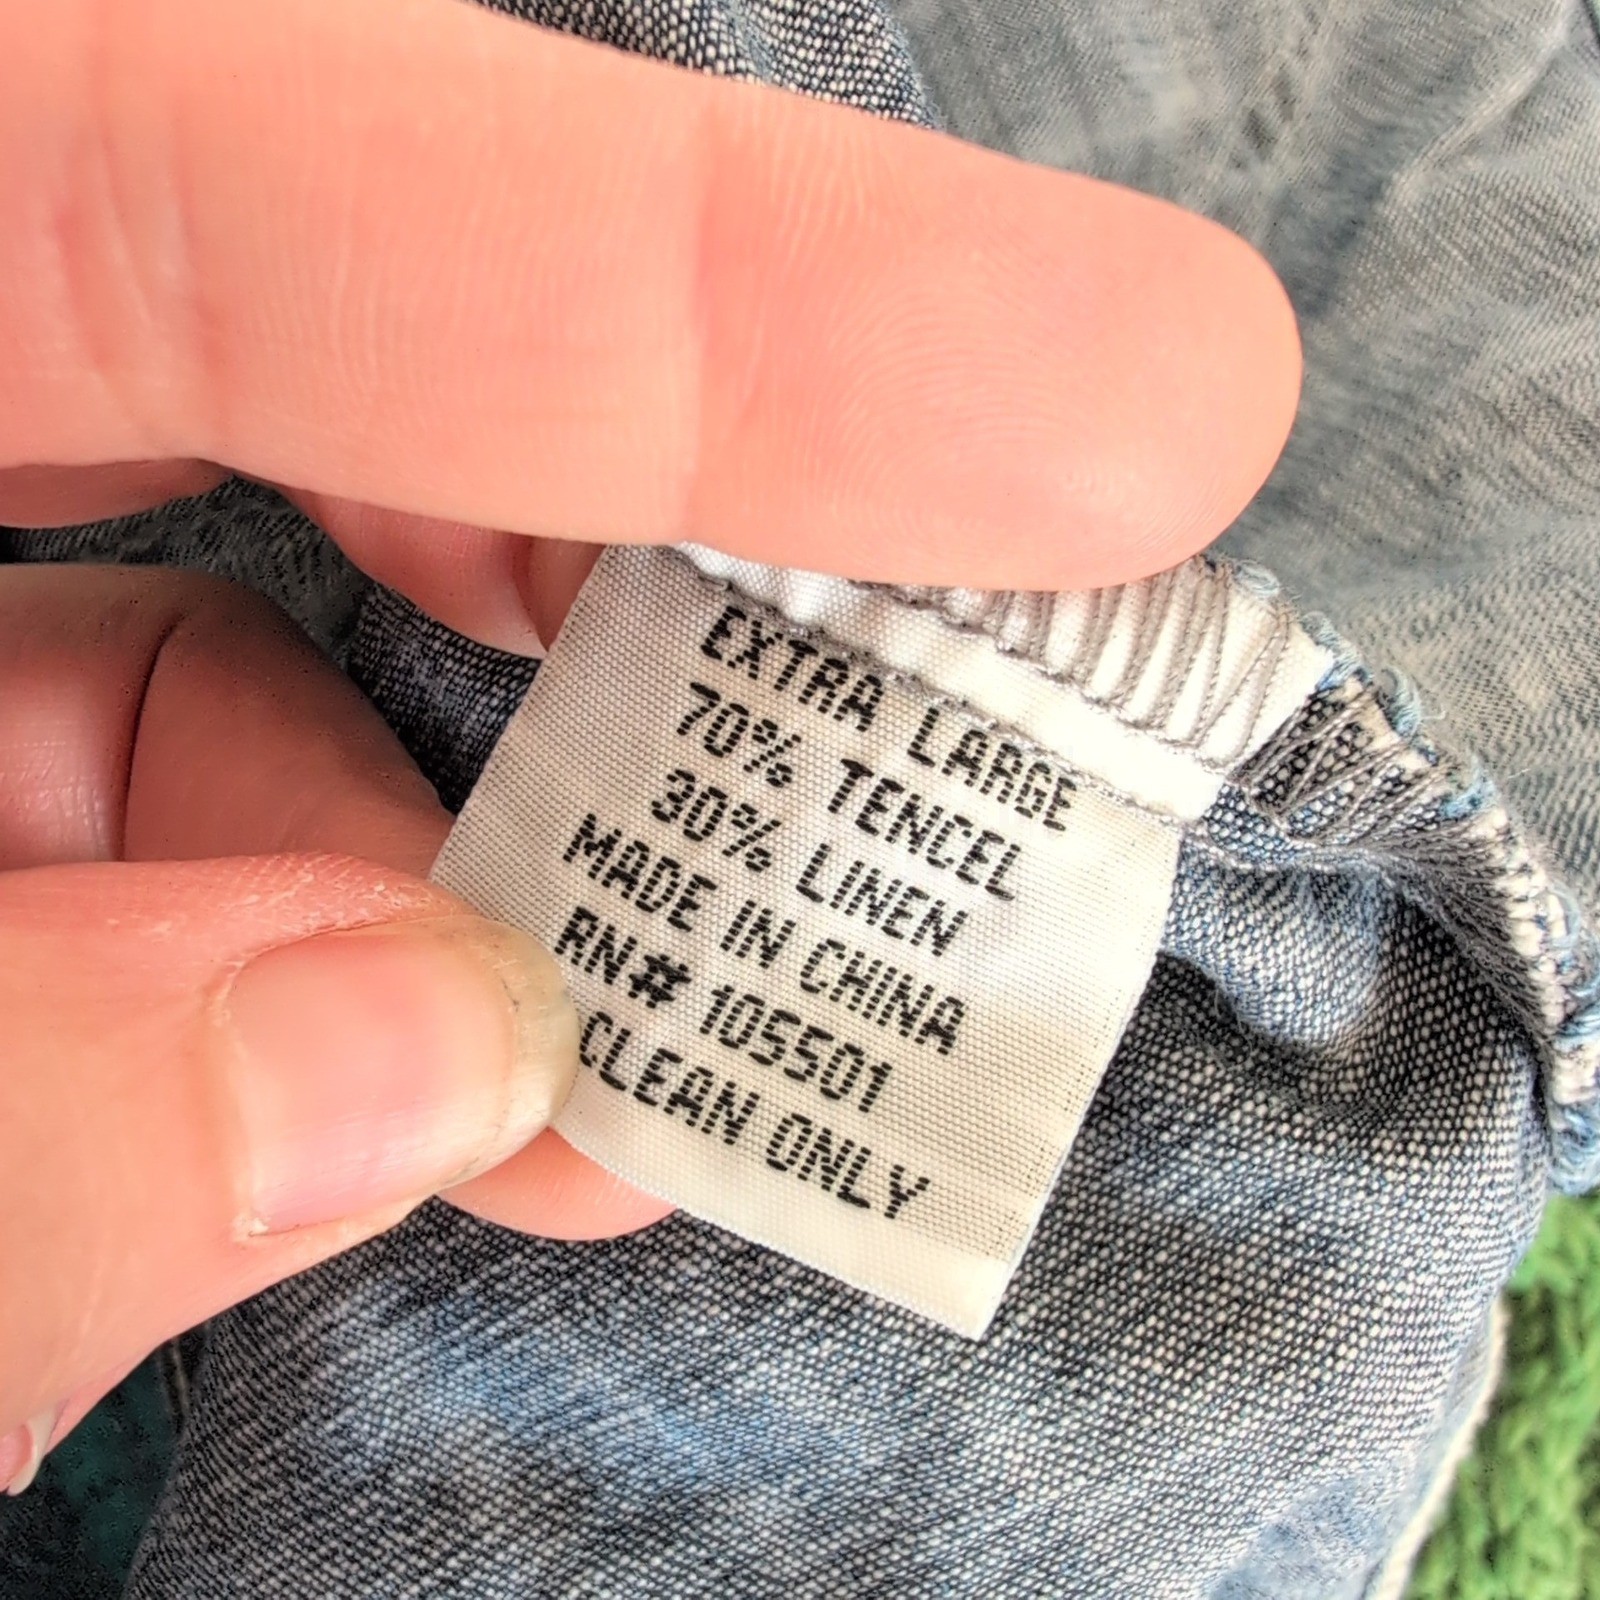 EXTRA LARGE
70% TENCEL
30% LINEN
MADE IN CHINA
RN# 105501
CLEAN ONLY